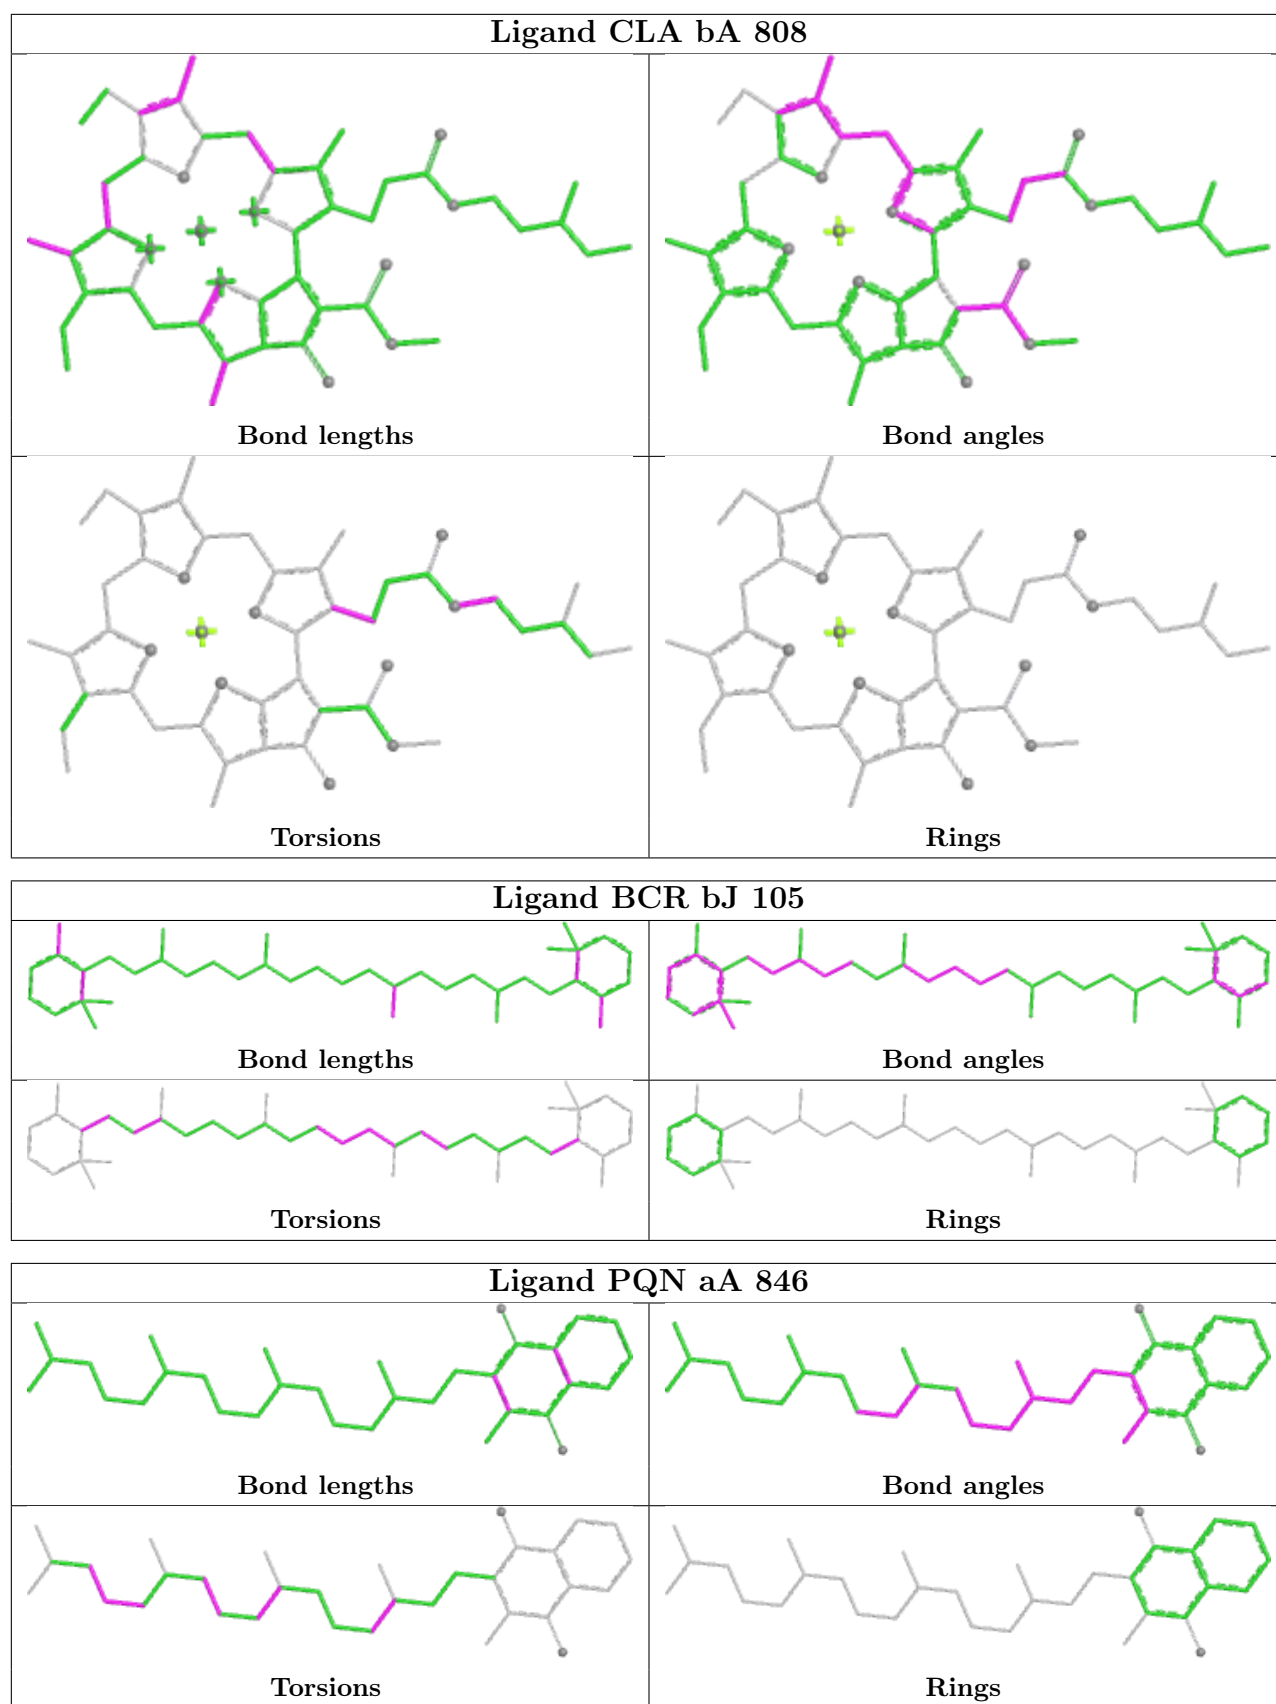 Ligand CLA bA 808
Bond lengths
Bond angles
Torsions
Rings
Ligand BCR bJ 105
Bond lengths
Bond angles
Torsions
Rings
Ligand PQN aA 846
Bond lengths
Bond angles
Torsions
Rings